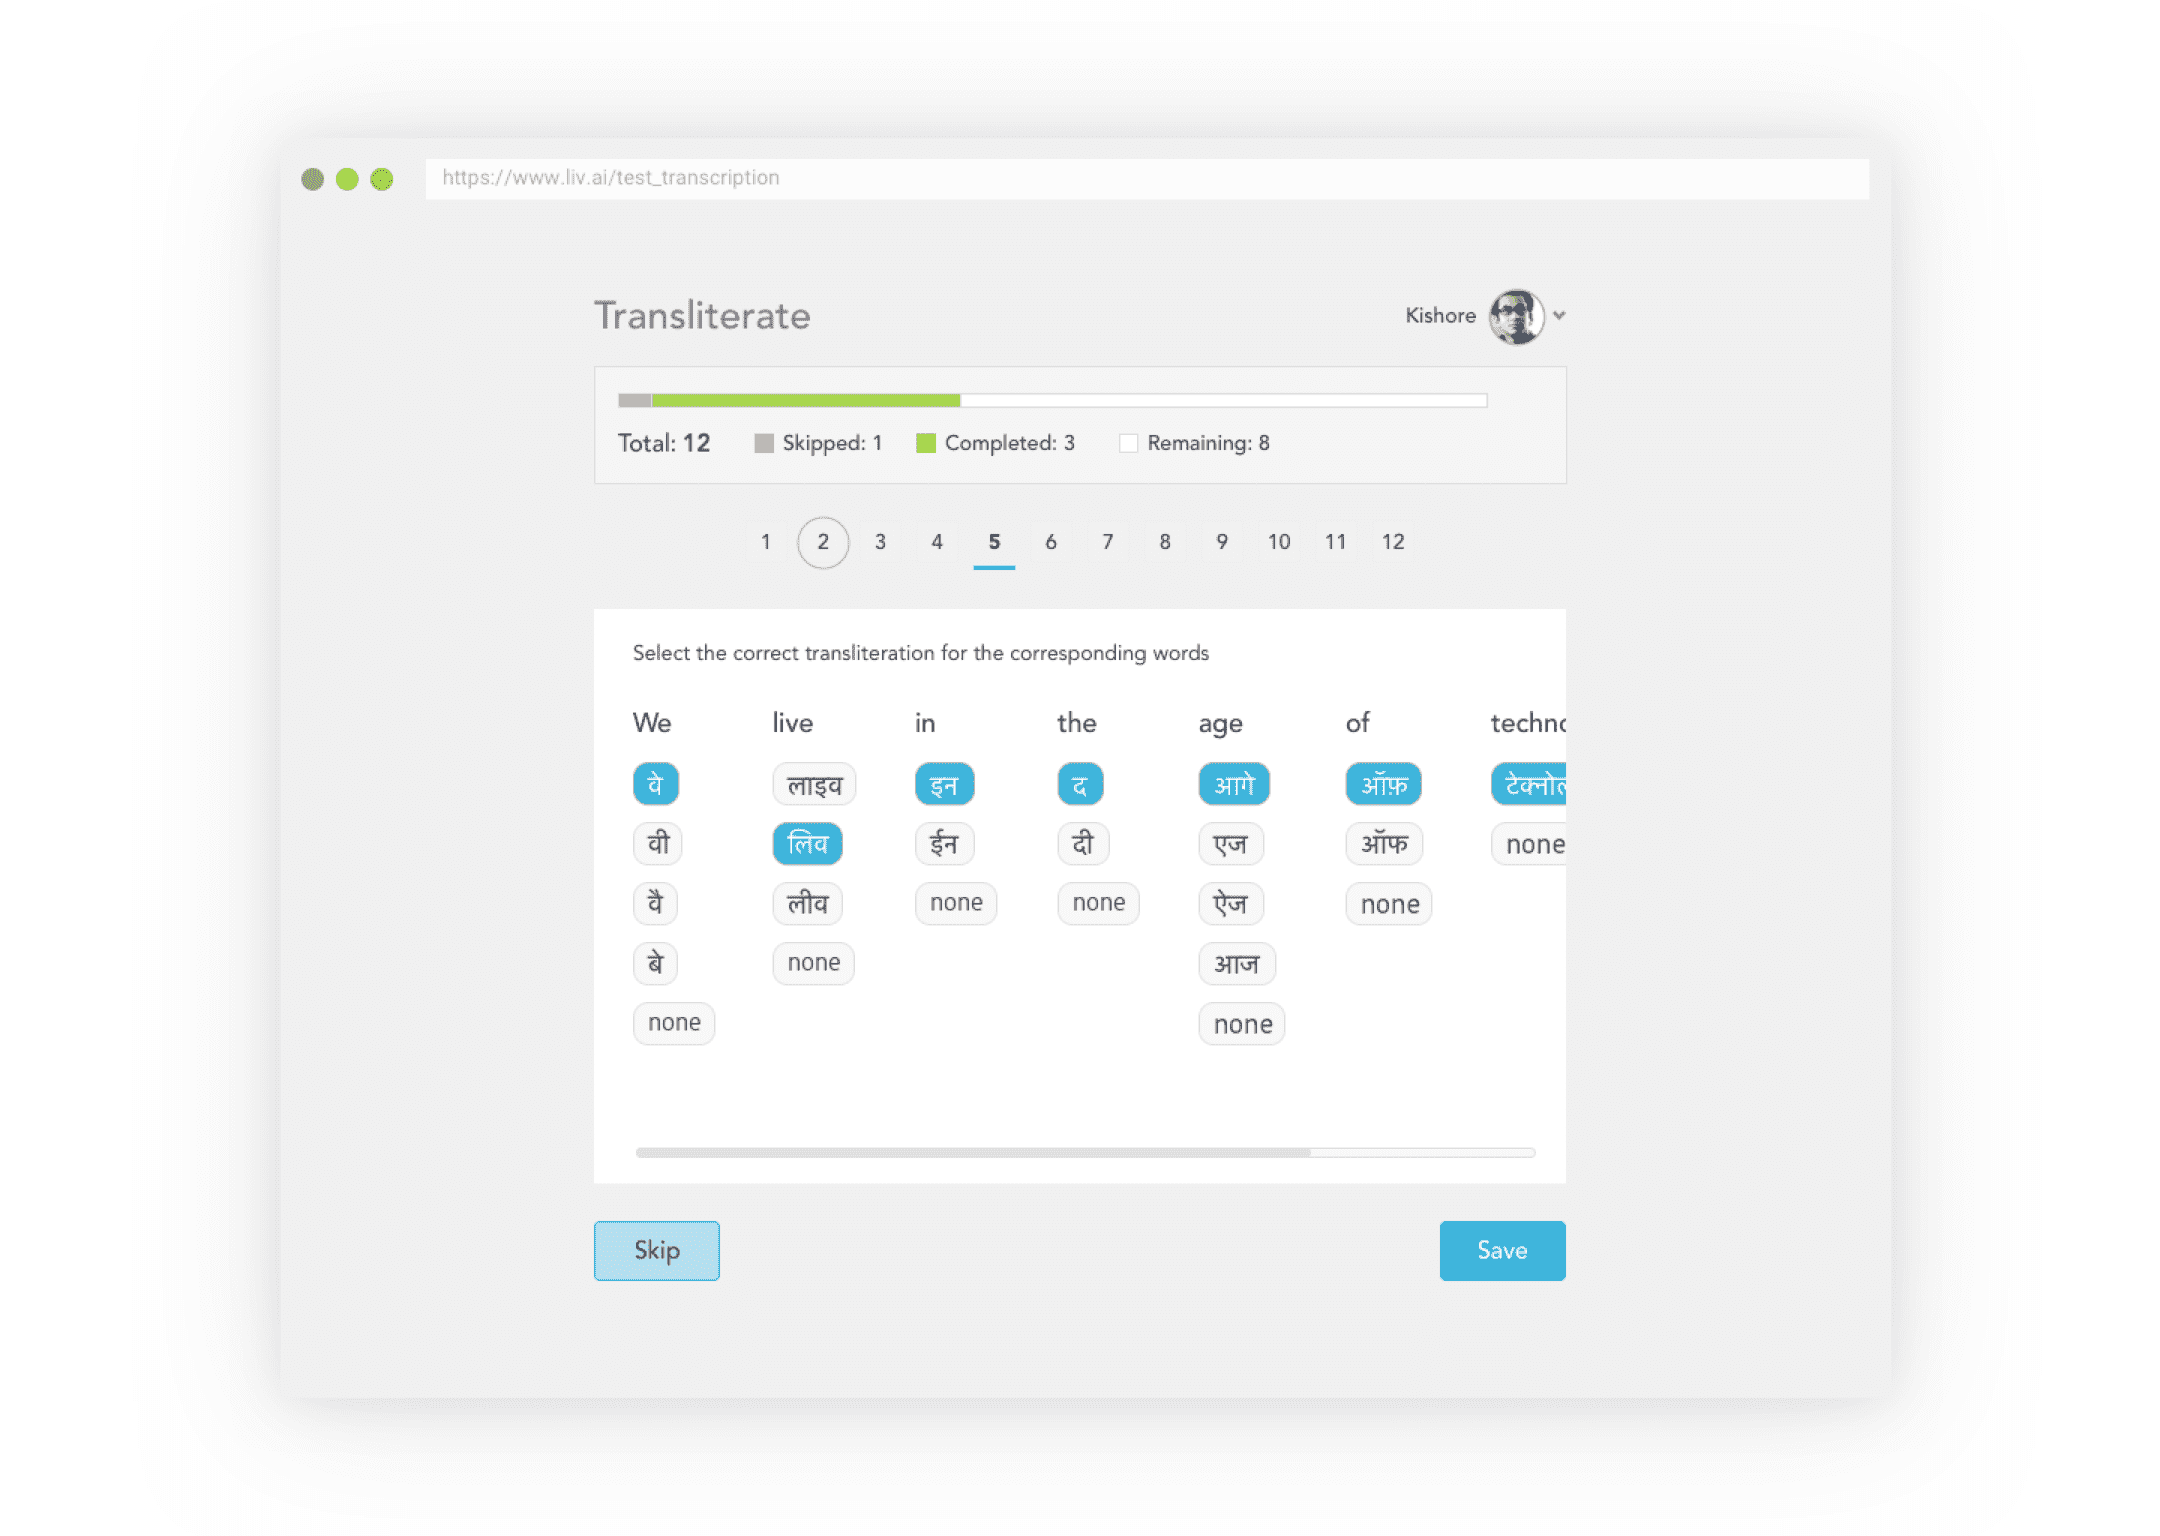 https://www.liv.ai/test_transcription
Transliterate
Kishore
Total: 12 Skipped: 1 Completed: 3 Remaining: 8
1 2 3 4 5 6 7 8 9 10 11 12
Select the correct transliteration for the corresponding words
We live in the age of techno
वे लाइव इन द आगे ऑफ़ टेक्नोल
वी लिव ईन दी एज ऑफ none
वै लीव none none ऐज none
बे none आज
none none
Skip Save